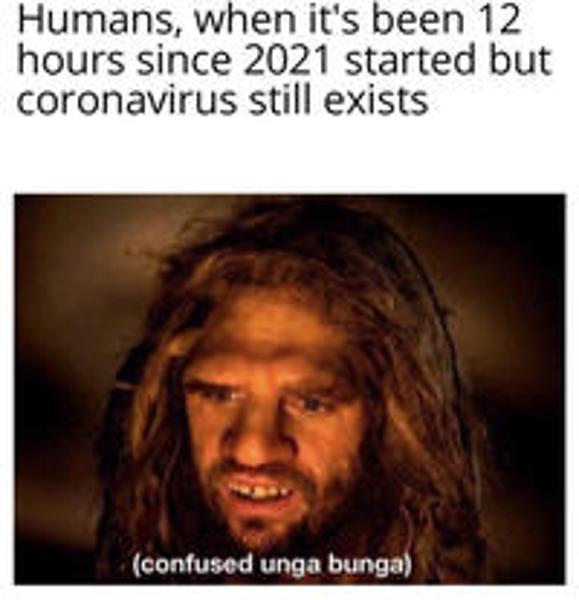 Humans, when it's been 12
hours since 2021 started but
coronavirus still exists
(confused unga bunga)